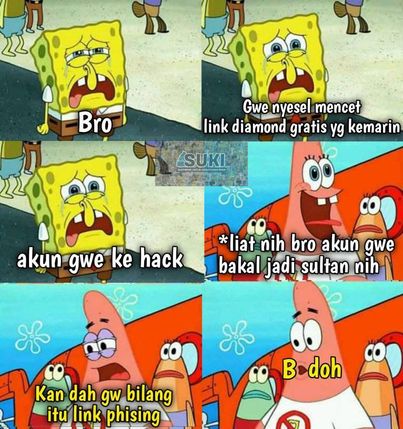 Bro
Gwe nyesel mencet
link diamond gratis yg kemarin
SUKI
akun gwe ke hack
*liat nih bro akun gwe
bakal jadi sultan nih
Kan dah gw bilang
itu link phising
B doh